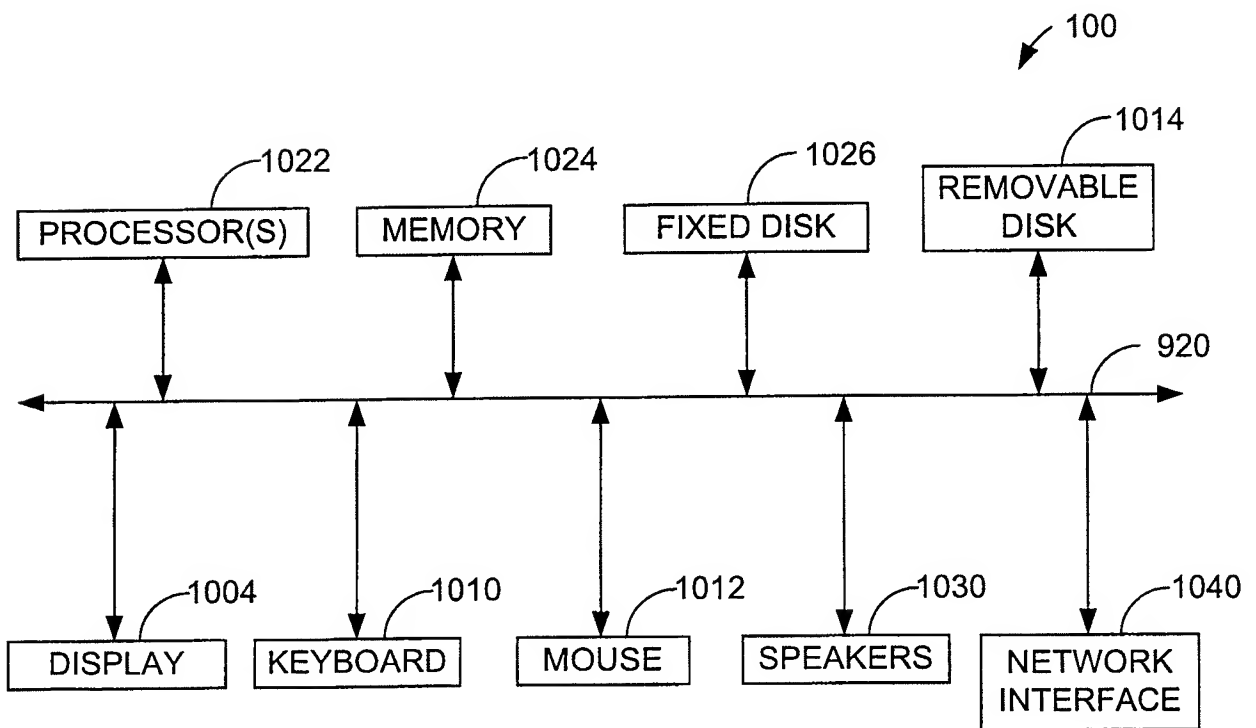 100
1022
1024
1026
1014
PROCESSOR(S)
MEMORY
FIXED DISK
REMOVABLE
DISK
920
1004
1010
1012
1030
1040
DISPLAY
KEYBOARD
MOUSE
SPEAKERS
NETWORK
INTERFACE